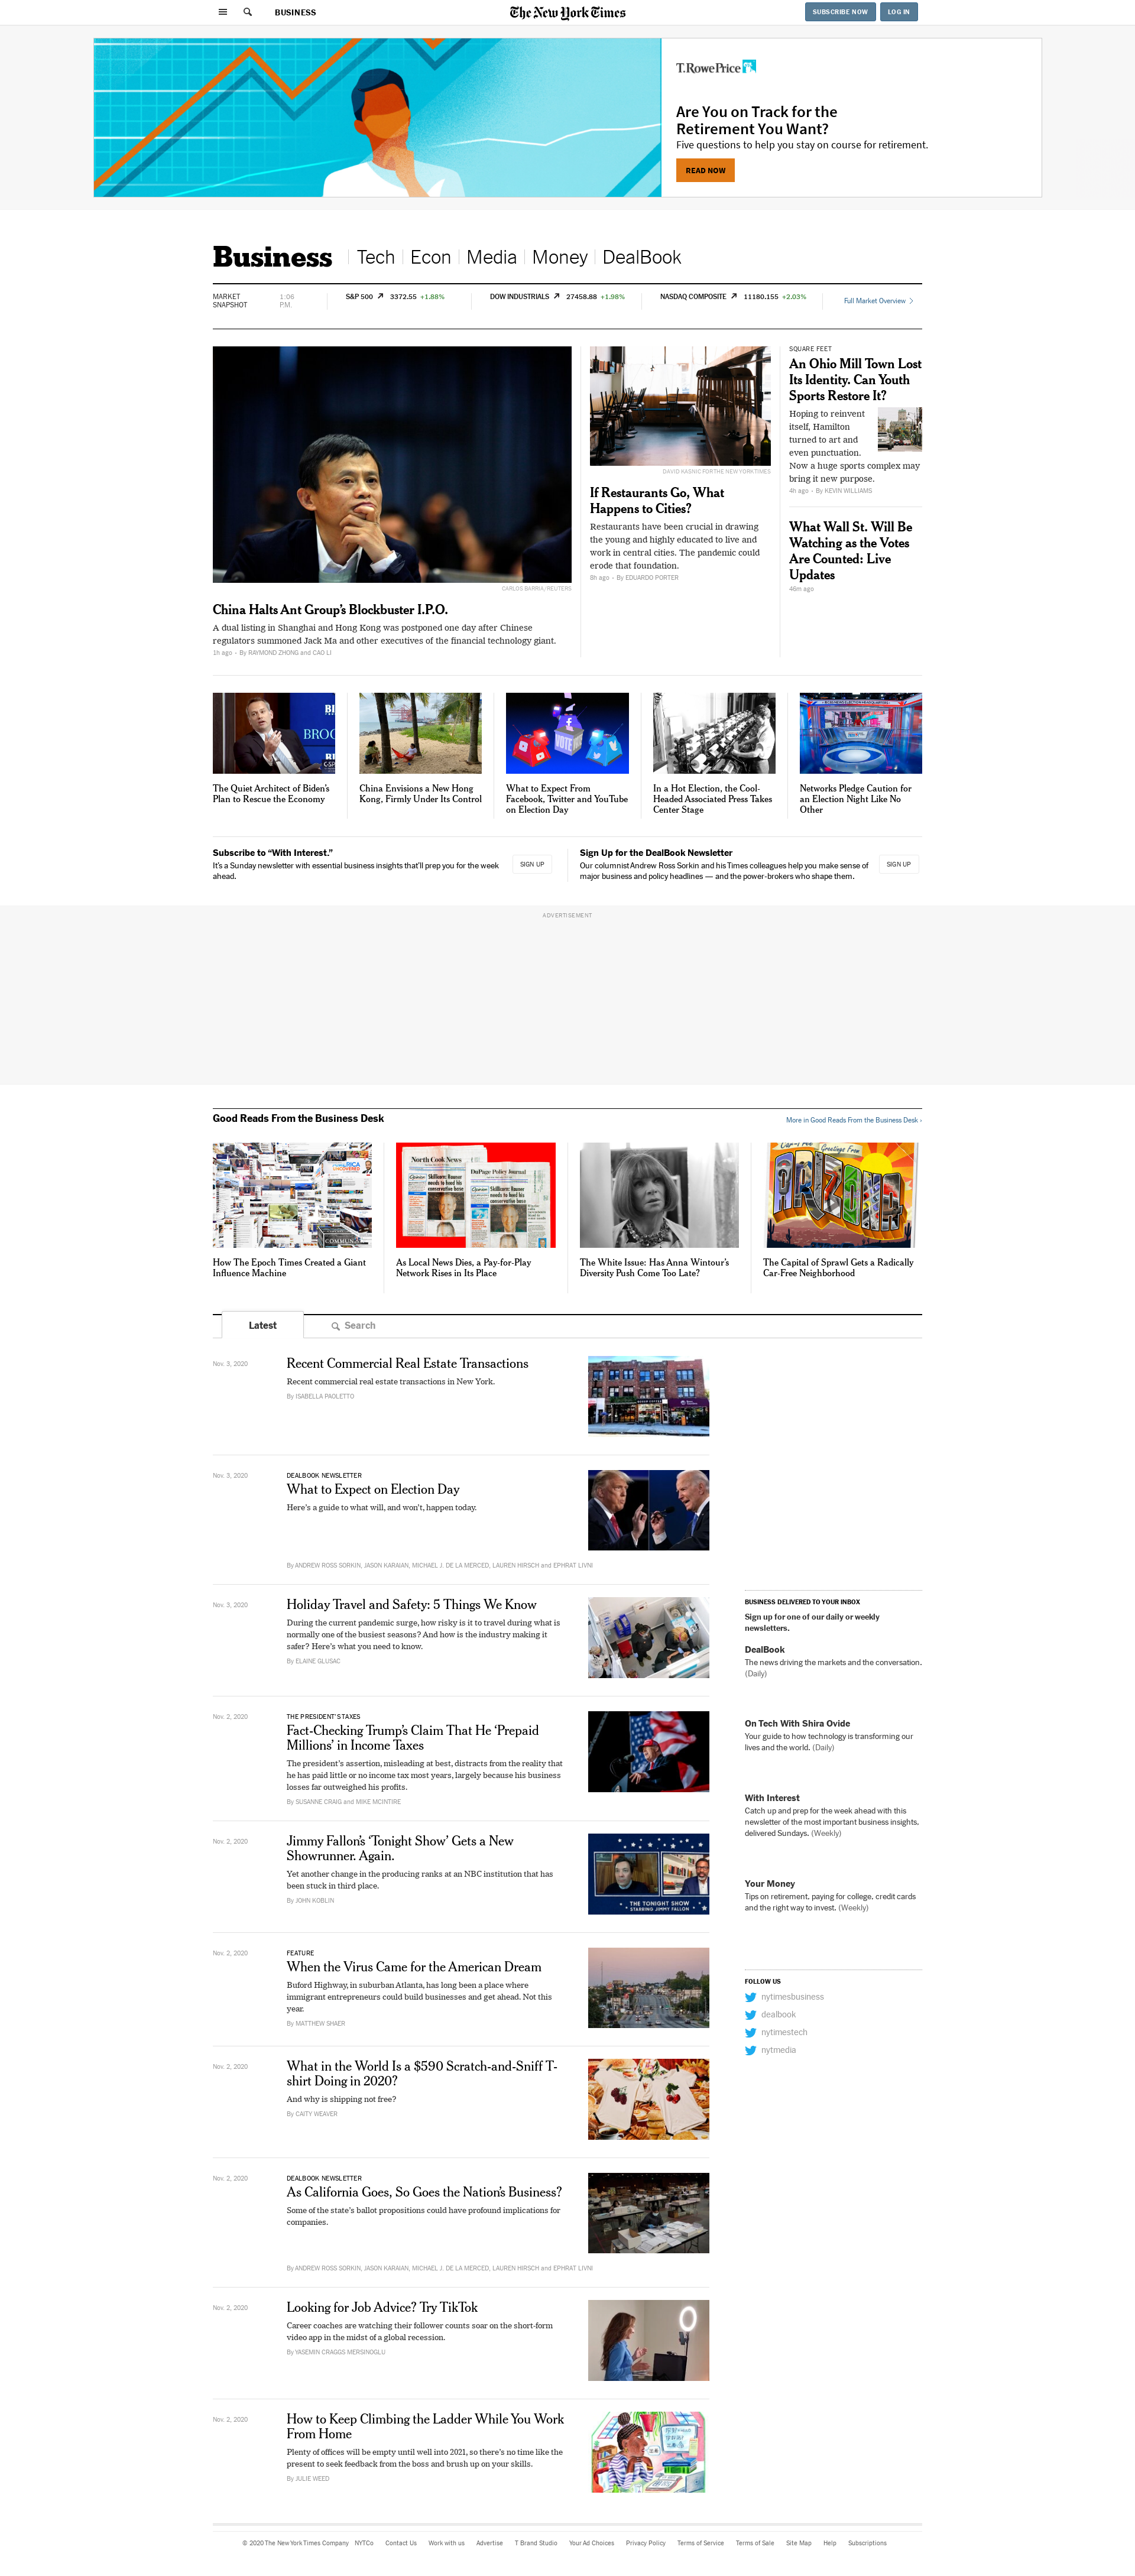 BUSINESS
The New York Times
SUBSCRIBE NOW
LOG IN
T.RowePrice
Are You on Track for the
Retirement You Want?
Five questions to help you stay on course for retirement.
READ NOW
Business
Tech
Econ
Media
Money
DealBook
MARKET
SNAPSHOT
1:06
P.M.
S&P 500 3372.55 +1.88%
DOW INDUSTRIALS 27458.88 +1.98%
NASDAQ COMPOSITE 11180.155 +2.03%
Full Market Overview
CARLOS BARRIA/REUTERS
China Halts Ant Group’s Blockbuster I.P.O.
A dual listing in Shanghai and Hong Kong was postponed one day after Chinese
regulators summoned Jack Ma and other executives of the financial technology giant.
1h ago • By RAYMOND ZHONG and CAO LI
DAVID KASNIC FOR THE NEW YORK TIMES
If Restaurants Go, What
Happens to Cities?
Restaurants have been crucial in drawing
the young and highly educated to live and
work in central cities. The pandemic could
erode that foundation.
8h ago • By EDUARDO PORTER
SQUARE FEET
An Ohio Mill Town Lost
Its Identity. Can Youth
Sports Restore It?
Hoping to reinvent
itself, Hamilton
turned to art and
even punctuation.
Now a huge sports complex may
bring it new purpose.
4h ago • By KEVIN WILLIAMS
What Wall St. Will Be
Watching as the Votes
Are Counted: Live
Updates
46m ago
The Quiet Architect of Biden’s
Plan to Rescue the Economy
China Envisions a New Hong
Kong, Firmly Under Its Control
VOTE
What to Expect From
Facebook, Twitter and YouTube
on Election Day
In a Hot Election, the Cool-
Headed Associated Press Takes
Center Stage
Networks Pledge Caution for
an Election Night Like No
Other
Subscribe to “With Interest.”
It’s a Sunday newsletter with essential business insights that’ll prep you for the week
ahead.
SIGN UP
Sign Up for the DealBook Newsletter
Our columnist Andrew Ross Sorkin and his Times colleagues help you make sense of
major business and policy headlines — and the power-brokers who shape them.
SIGN UP
ADVERTISEMENT
Good Reads From the Business Desk
More in Good Reads From the Business Desk ›
How The Epoch Times Created a Giant
Influence Machine
North Cook News
DuPage Policy Journal
As Local News Dies, a Pay-for-Play
Network Rises in Its Place
The White Issue: Has Anna Wintour’s
Diversity Push Come Too Late?
Greetings From
ARIZONA
The Capital of Sprawl Gets a Radically
Car-Free Neighborhood
Latest
Search
Nov. 3, 2020
Recent Commercial Real Estate Transactions
Recent commercial real estate transactions in New York.
By ISABELLA PAOLETTO
Nov. 3, 2020
DEALBOOK NEWSLETTER
What to Expect on Election Day
Here’s a guide to what will, and won’t, happen today.
By ANDREW ROSS SORKIN, JASON KARAIAN, MICHAEL J. DE LA MERCED, LAUREN HIRSCH and EPHRAT LIVNI
Nov. 3, 2020
Holiday Travel and Safety: 5 Things We Know
During the current pandemic surge, how risky is it to travel during what is
normally one of the busiest seasons? And how is the industry making it
safer? Here’s what you need to know.
By ELAINE GLUSAC
Nov. 2, 2020
THE PRESIDENT’S TAXES
Fact-Checking Trump’s Claim That He ‘Prepaid
Millions’ in Income Taxes
The president’s assertion, misleading at best, distracts from the reality that
he has paid little or no income tax most years, largely because his business
losses far outweighed his profits.
By SUSANNE CRAIG and MIKE MCINTIRE
Nov. 2, 2020
Jimmy Fallon’s ‘Tonight Show’ Gets a New
Showrunner. Again.
Yet another change in the producing ranks at an NBC institution that has
been stuck in third place.
By JOHN KOBLIN
THE TONIGHT SHOW
STARRING JIMMY FALLON
Nov. 2, 2020
FEATURE
When the Virus Came for the American Dream
Buford Highway, in suburban Atlanta, has long been a place where
immigrant entrepreneurs could build businesses and get ahead. Not this
year.
By MATTHEW SHAER
Nov. 2, 2020
What in the World Is a $590 Scratch-and-Sniff T-
shirt Doing in 2020?
And why is shipping not free?
By CAITY WEAVER
Nov. 2, 2020
DEALBOOK NEWSLETTER
As California Goes, So Goes the Nation’s Business?
Some of the state’s ballot propositions could have profound implications for
companies.
By ANDREW ROSS SORKIN, JASON KARAIAN, MICHAEL J. DE LA MERCED, LAUREN HIRSCH and EPHRAT LIVNI
Nov. 2, 2020
Looking for Job Advice? Try TikTok
Career coaches are watching their follower counts soar on the short-form
video app in the midst of a global recession.
By YASEMIN CRAGGS MERSINOGLU
Nov. 2, 2020
How to Keep Climbing the Ladder While You Work
From Home
Plenty of offices will be empty until well into 2021, so there’s no time like the
present to seek feedback from the boss and brush up on your skills.
By JULIE WEED
BUSINESS DELIVERED TO YOUR INBOX
Sign up for one of our daily or weekly
newsletters.
DealBook
The news driving the markets and the conversation.
(Daily)
On Tech With Shira Ovide
Your guide to how technology is transforming our
lives and the world. (Daily)
With Interest
Catch up and prep for the week ahead with this
newsletter of the most important business insights,
delivered Sundays. (Weekly)
Your Money
Tips on retirement, paying for college, credit cards
and the right way to invest. (Weekly)
FOLLOW US
nytimesbusiness
dealbook
nytimestech
nytmedia
© 2020 The New York Times Company NYTCo Contact Us Work with us Advertise T Brand Studio Your Ad Choices Privacy Policy Terms of Service Terms of Sale Site Map Help Subscriptions